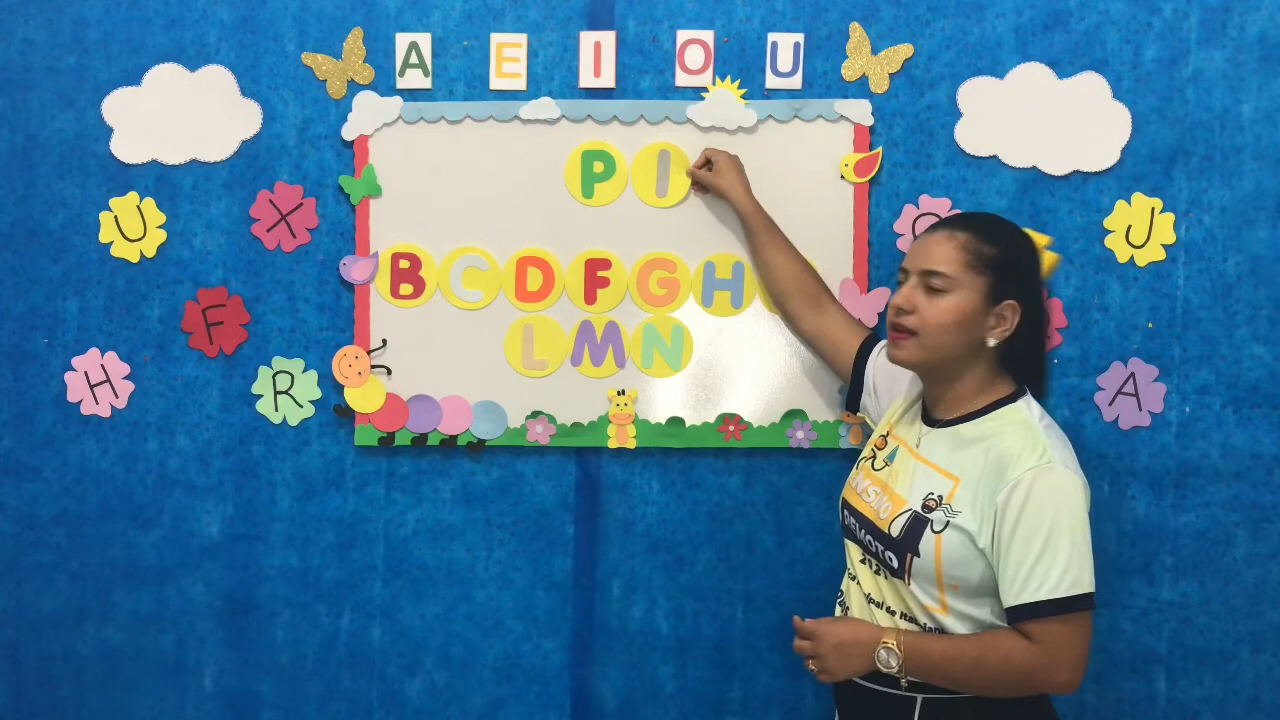 A E I O U
P I
B C D F G H
L M N
U X
F
H R
J
A
ENSINO
REMOTO
2021